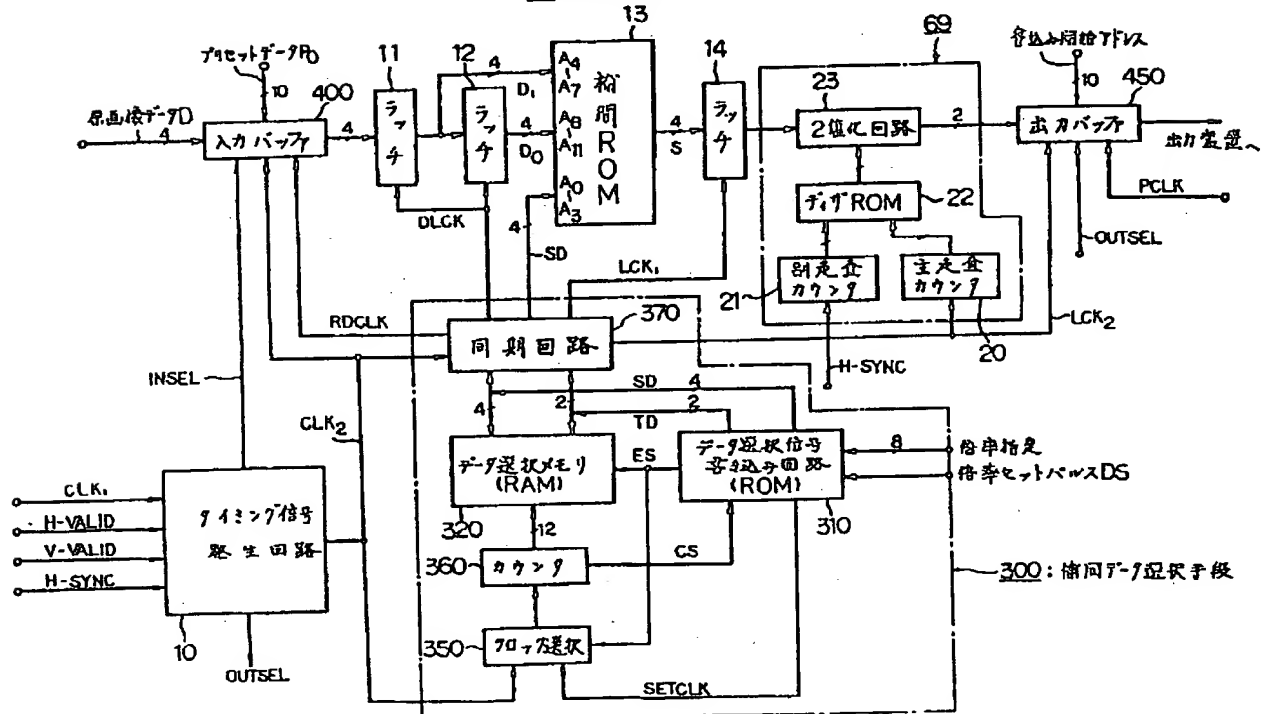 プリセットデータP0
10
400
原画像データD
4
入力バッファ
4
11
ラッチ
12
ラッチ
4
D1
4
D0
13
A4
A7
A8
A11
A0
A3
補間ROM
4
S
14
ラッチ
69
23
2値化回路
2
ディザROM
22
副走査
カウンタ
21
主走査
カウンタ
20
書込み開始アドレス
10
450
出力バッファ
出力装置へ
PCLK
OUTSEL
LCK2
H-SYNC
DLCK
4
SD
LCK1
RDCLK
370
同期回路
INSEL
CLK2
4
2
SD
4
2
TD
データ選択メモリ
(RAM)
320
ES
データ選択信号
書き込み回路
(ROM)
310
8
倍率指定
倍率セットパルスDS
12
360
カウンタ
CS
300:補間データ選択手段
350
クロック選択
SETCLK
CLK1
H-VALID
V-VALID
H-SYNC
タイミング信号
発生回路
10
OUTSEL